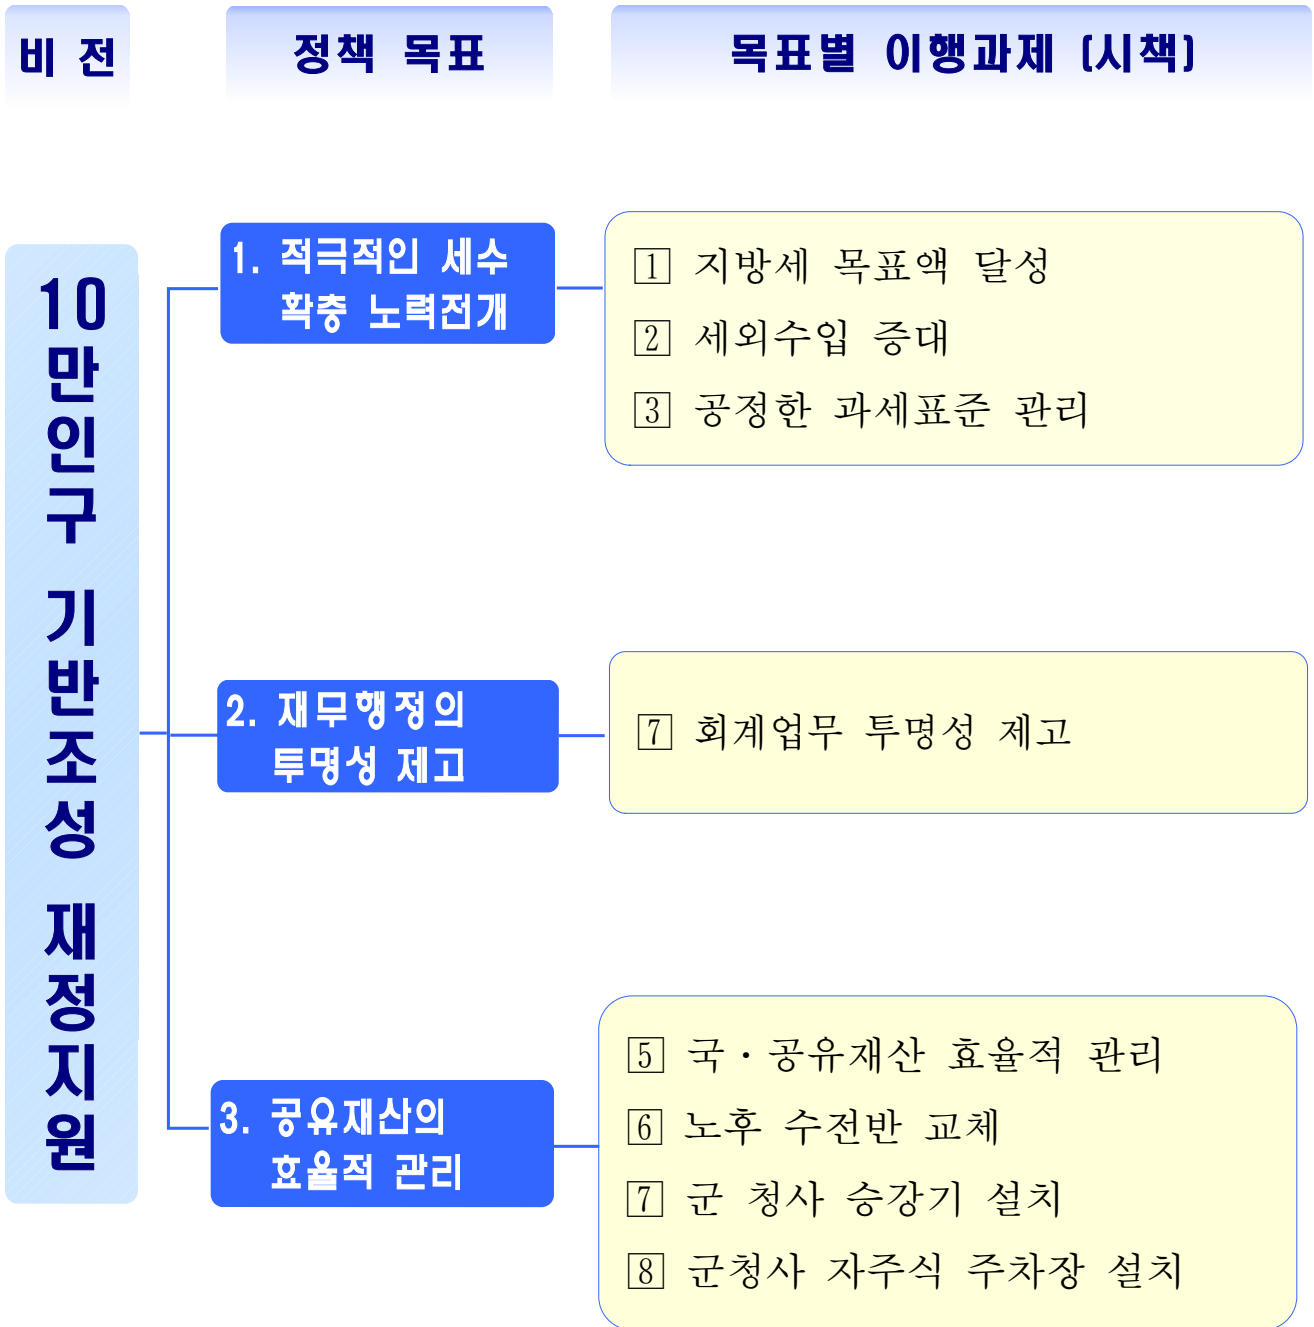 비 전
정책 목표
목표별 이행과제 (시책)
10
만
인
구
기
반
조
성
재
정
지
원
1. 적극적인 세수
확충 노력전개
1 지방세 목표액 달성
2 세외수입 증대
3 공정한 과세표준 관리
2. 재무행정의
투명성 제고
7 회계업무 투명성 제고
3. 공유재산의
효율적 관리
5 국·공유재산 효율적 관리
6 노후 수전반 교체
7 군 청사 승강기 설치
8 군청사 자주식 주차장 설치